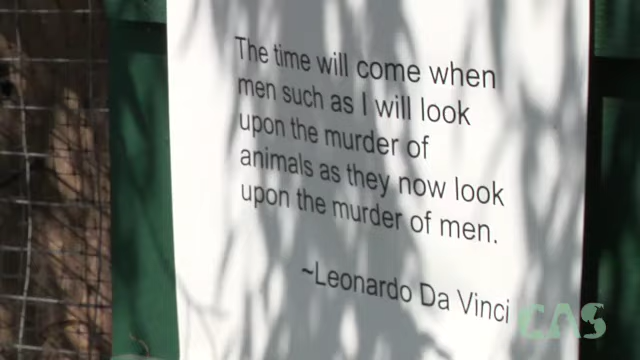 The time will come when
men such as I will look
upon the murder of
animals as they now look
upon the murder of men.
~Leonardo Da Vinci
CAS